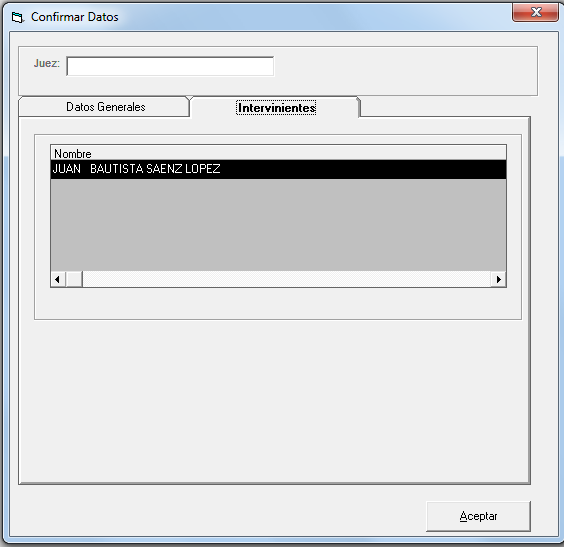 Confirmar Datos
Juez:
Datos Generales
Intervinientes
Nombre
JUAN BAUTISTA SAENZ LOPEZ
Aceptar